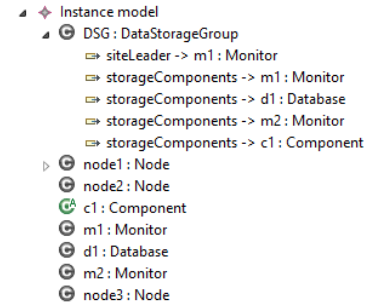 Instance model
DSG : DataStorageGroup
siteLeader -> m1 : Monitor
storageComponents -> m1 : Monitor
storageComponents -> d1 : Database
storageComponents -> m2 : Monitor
storageComponents -> c1 : Component
node1 : Node
node2 : Node
c1 : Component
m1 : Monitor
d1 : Database
m2 : Monitor
node3 : Node